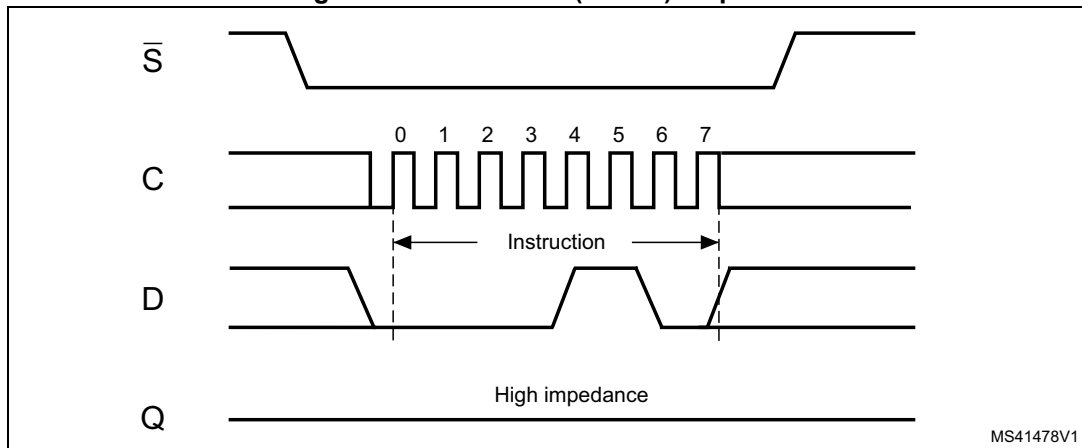 S̅
0 1 2 3 4 5 6 7
C
Instruction
D
High impedance
Q
MS41478V1